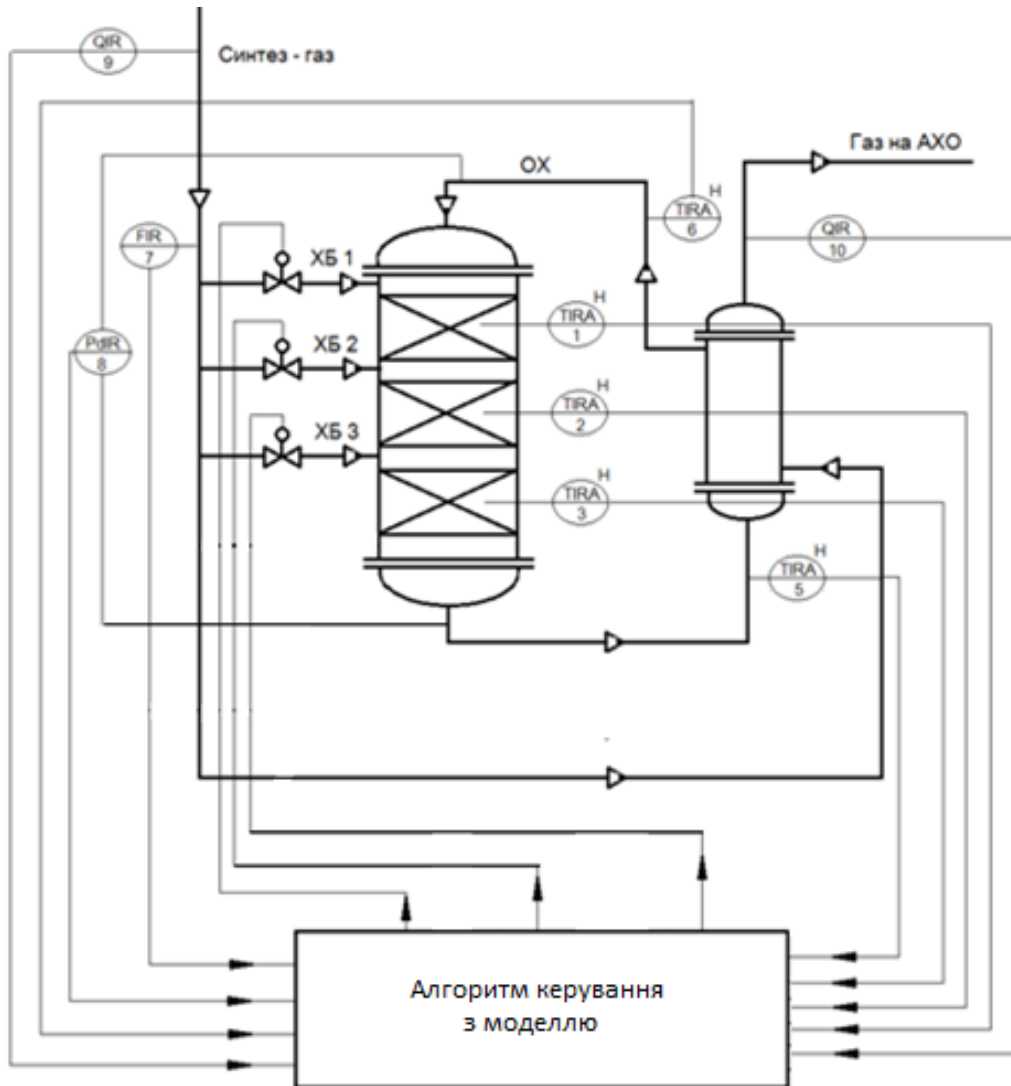 QIR
9
Синтез - газ
Газ на АХО
ОХ
H
TIRA
6
FIR
7
QIR
10
ХБ 1
H
TIRA
1
PdIR
8
ХБ 2
H
TIRA
2
ХБ 3
H
TIRA
3
H
TIRA
5
Алгоритм керування
з моделлю